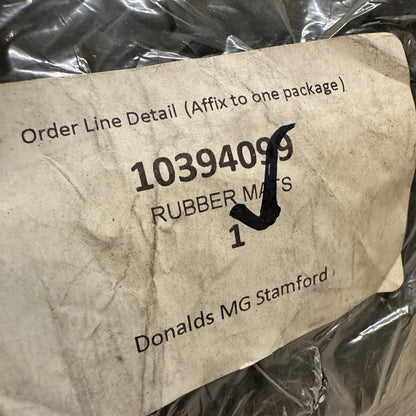 Order Line Detail (Affix to one package)
10394099
RUBBER MATS
1
Donalds MG Stamford